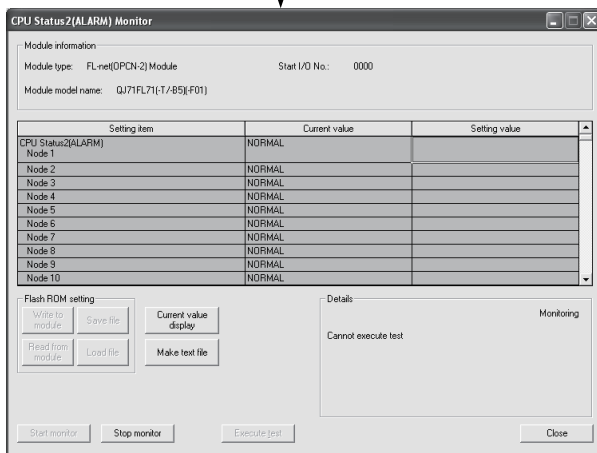 CPU Status2(ALARM) Monitor
Module information
Module type: FL-net(OPCN-2) Module Start I/O No.: 0000
Module model name: QJ71FL71(-T/-B5)(-F01)
Setting item Current value Setting value
CPU Status2(ALARM) NORMAL
Node 1
Node 2 NORMAL
Node 3 NORMAL
Node 4 NORMAL
Node 5 NORMAL
Node 6 NORMAL
Node 7 NORMAL
Node 8 NORMAL
Node 9 NORMAL
Node 10 NORMAL
Flash ROM setting
Write to
module
Save file
Current value
display
Read from
module
Load file
Make text file
Details
Monitoring
Cannot execute test
Start monitor Stop monitor Execute test Close